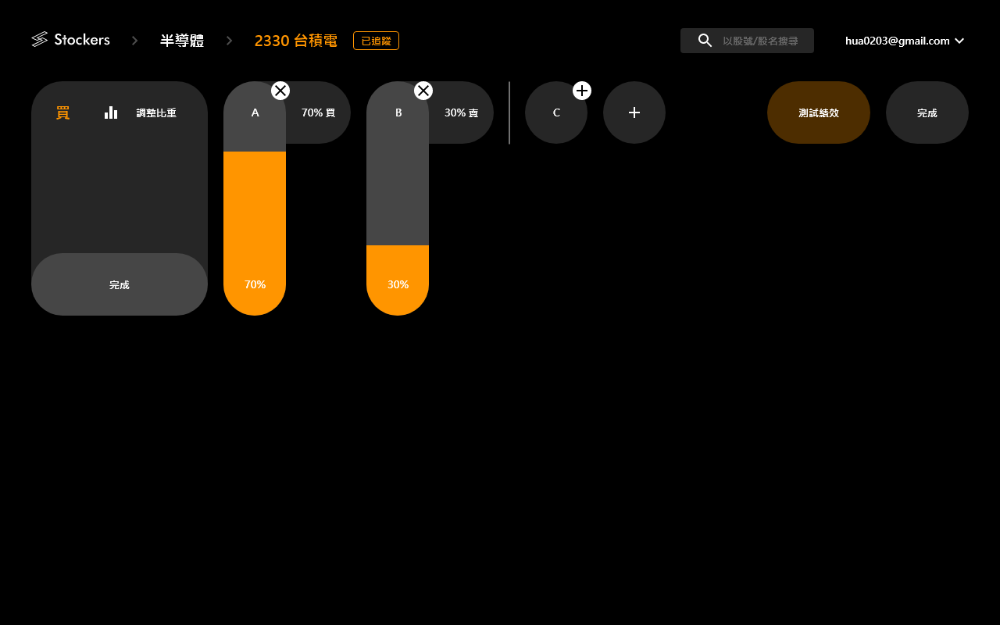 Stockers
半導體
2330 台積電
已追蹤
以股號/股名搜尋
hua0203@gmail.com
買
調整比重
A
70% 買
B
30% 賣
C
測試績效
完成
完成
70%
30%